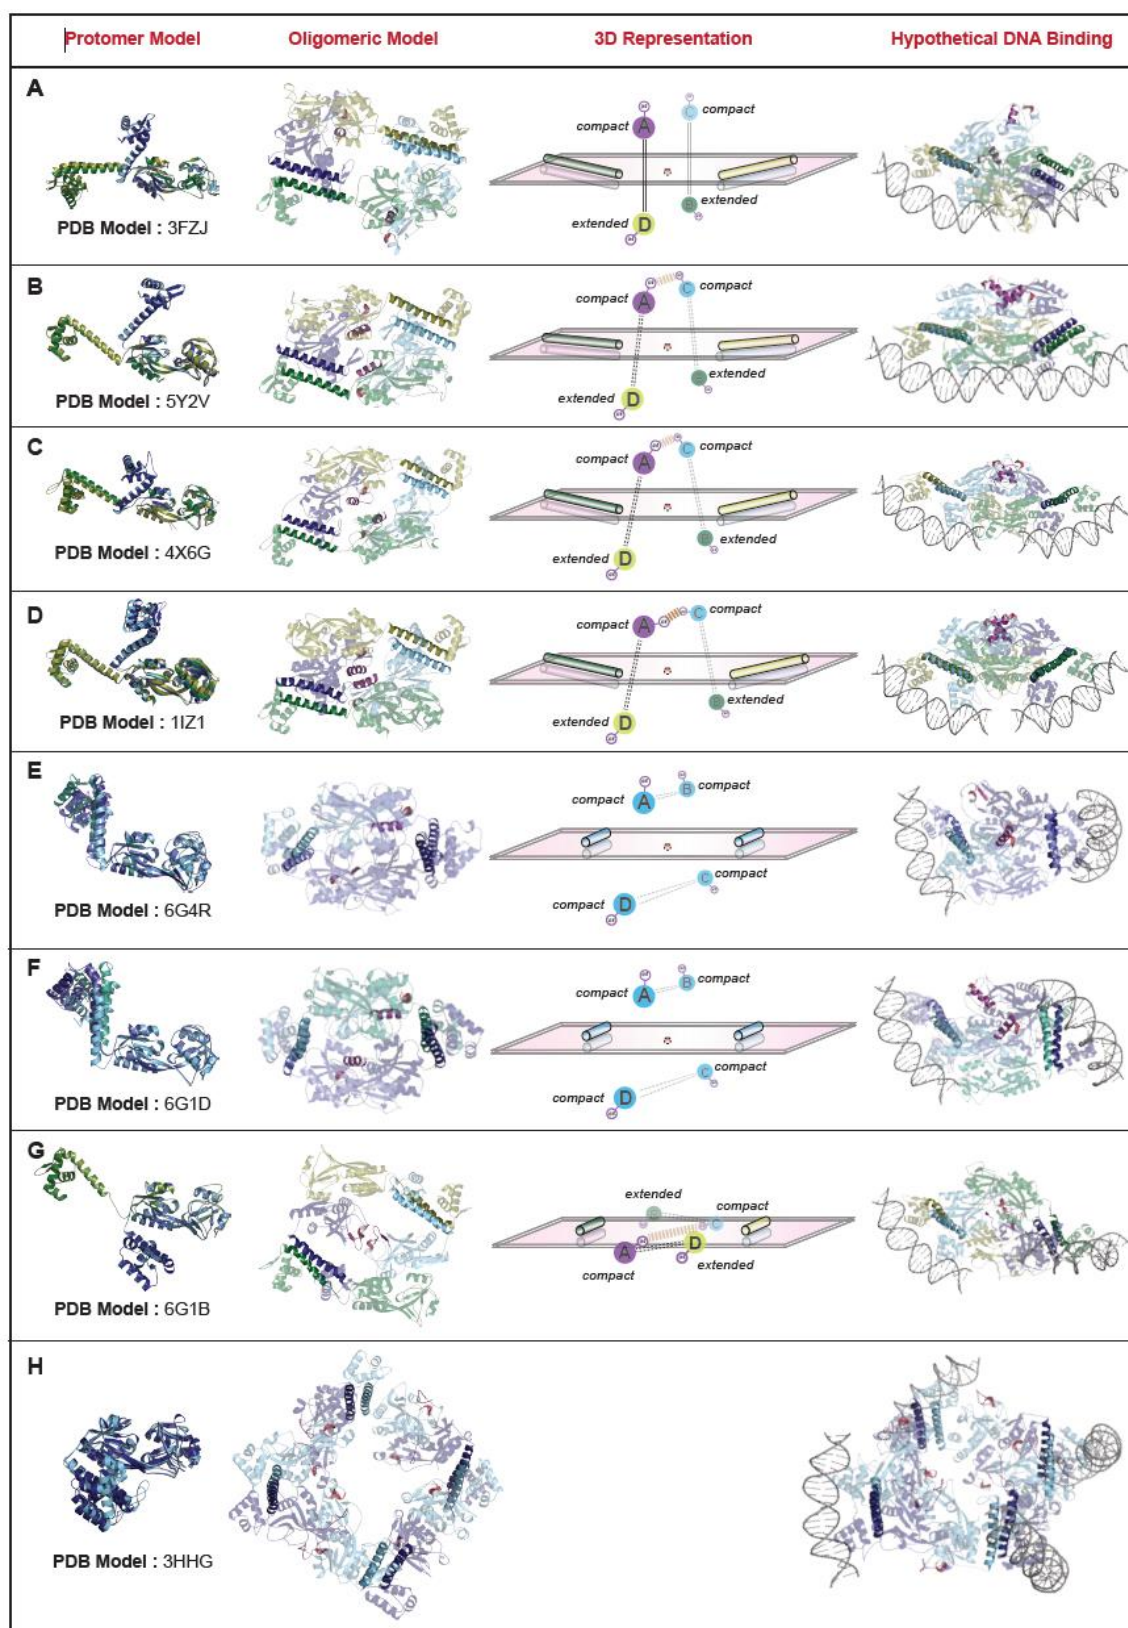 Protomer Model Oligomeric Model 3D Representation Hypothetical DNA Binding
A
compact A C compact
extended D B extended
PDB Model : 3FZJ
B
compact A C compact
extended D B extended
PDB Model : 5Y2V
C
compact A C compact
extended D B extended
PDB Model : 4X6G
D
compact A C compact
extended D B extended
PDB Model : 1IZ1
E
compact A B compact
compact D C compact
PDB Model : 6G4R
F
compact A B compact
compact D C compact
PDB Model : 6G1D
G
extended compact
C
A D
compact extended
PDB Model : 6G1B
H
PDB Model : 3HHG